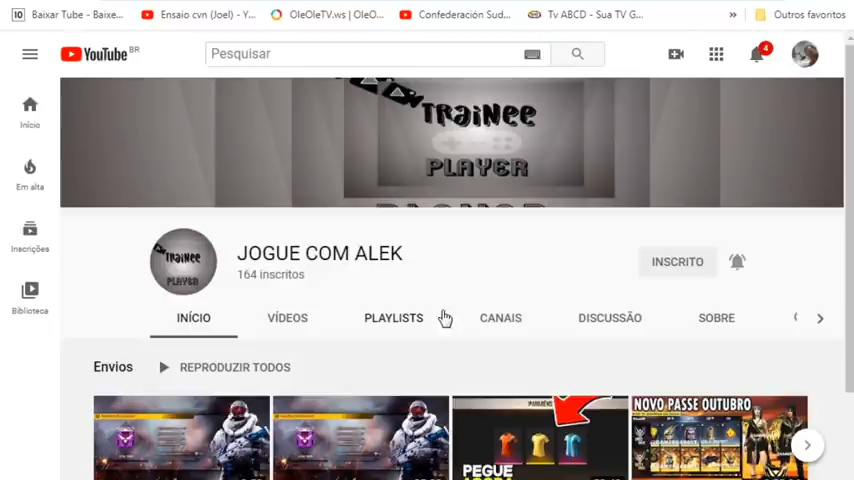 Baixar Tube - Baixe...
Ensaio cvn (Joel) - Y...
OleOleTV.ws | OleO...
Confederación Sud...
Tv ABCD - Sua TV G...
»
Outros favoritos
YouTube BR
Pesquisar
4
Início
Em alta
Inscrições
Biblioteca
TRAINEE
PLAYER
TRAINEE
PLAYER
JOGUE COM ALEK
164 inscritos
INSCRITO
INÍCIO
VÍDEOS
PLAYLISTS
CANAIS
DISCUSSÃO
SOBRE
Envios
REPRODUZIR TODOS
PEGUE
NOVO PASSE OUTUBRO